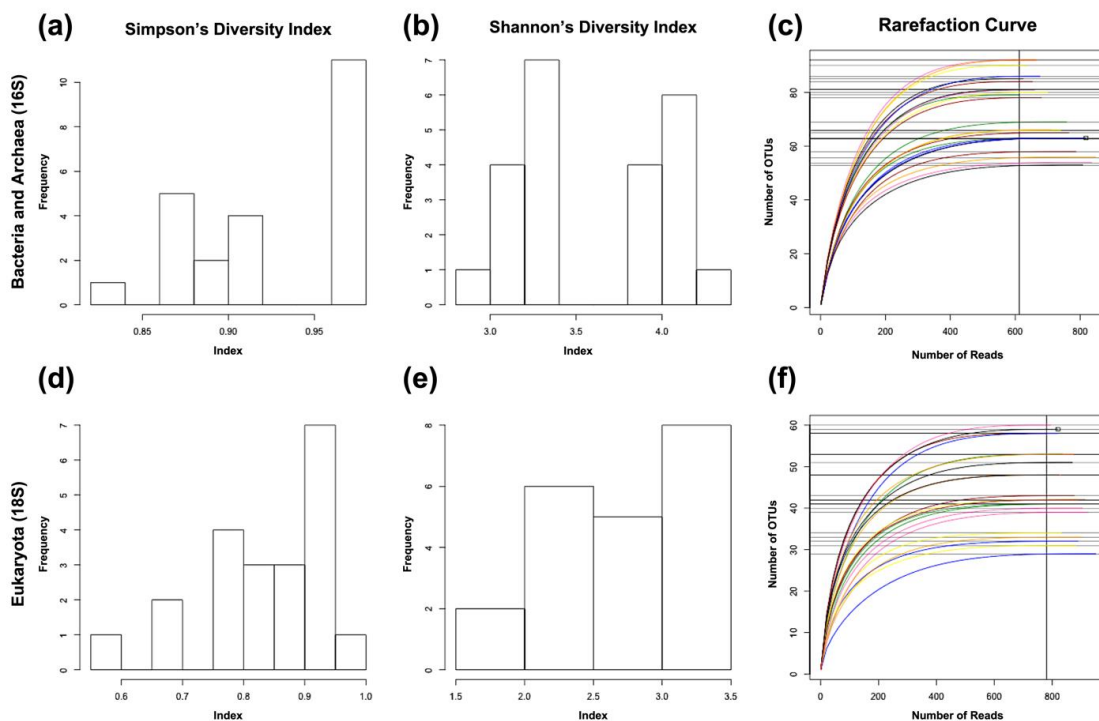 (a) Simpson's Diversity Index
(b) Shannon's Diversity Index
(c) Rarefaction Curve
Bacteria and Archaea (16S)
Frequency
0 2 4 6 8 10
0.85 0.90 0.95
Index
Frequency
0 1 2 3 4 5 6 7
3.0 3.5 4.0
Index
Number of OTUs
0 20 40 60 80
0 200 400 600 800
Number of Reads
(d)
(e)
(f)
Eukaryota (18S)
Frequency
0 1 2 3 4 5 6 7
0.6 0.7 0.8 0.9 1.0
Index
Frequency
0 2 4 6 8
1.5 2.0 2.5 3.0 3.5
Index
Number of OTUs
0 10 20 30 40 50 60
0 200 400 600 800
Number of Reads